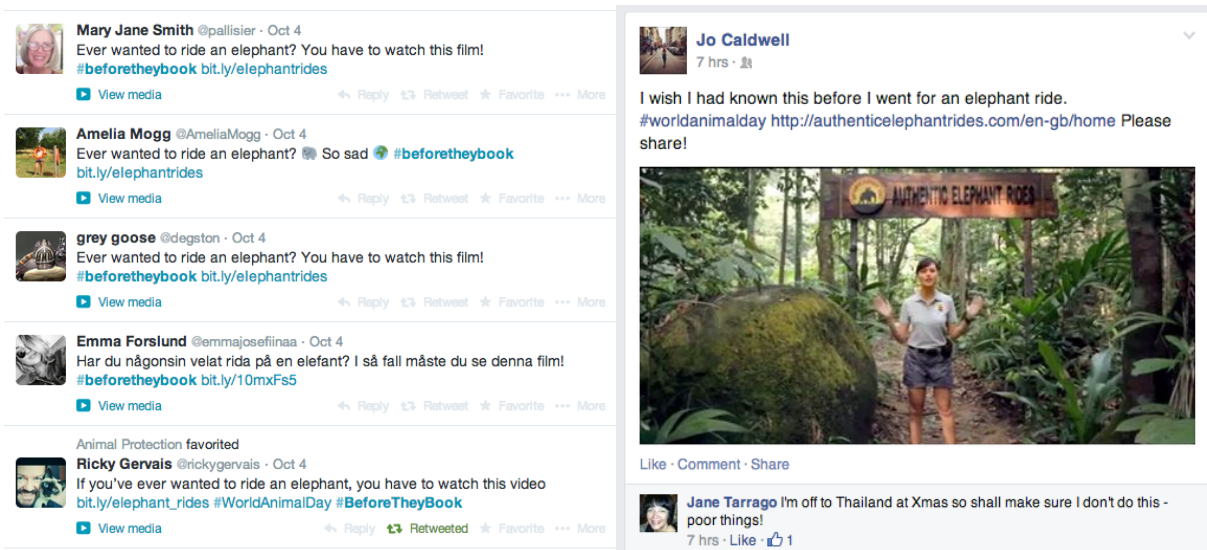 Mary Jane Smith @pallisier · Oct 4
Ever wanted to ride an elephant? You have to watch this film!
#beforetheybook bit.ly/elephantrides
View media
Reply Retweet Favorite More
Amelia Mogg @AmeliaMogg · Oct 4
Ever wanted to ride an elephant? 🐘 So sad 🌍 #beforetheybook
bit.ly/elephantrides
View media
Reply Retweet Favorite More
grey goose @degston · Oct 4
Ever wanted to ride an elephant? You have to watch this film!
#beforetheybook bit.ly/elephantrides
View media
Reply Retweet Favorite More
Emma Forslund @emmajosefiinaa · Oct 4
Har du någonsin velat rida på en elefant? I så fall måste du se denna film!
#beforetheybook bit.ly/10mxFs5
View media
Reply Retweet Favorite More
Animal Protection favorited
Ricky Gervais @rickygervais · Oct 4
If you've ever wanted to ride an elephant, you have to watch this video
bit.ly/elephant_rides #WorldAnimalDay #BeforeTheyBook
View media
Reply Retweeted Favorite More
Jo Caldwell
7 hrs ·
I wish I had known this before I went for an elephant ride.
#worldanimalday http://authenticelephantrides.com/en-gb/home Please
share!
AUTHENTIC ELEPHANT RIDES
Like · Comment · Share
Jane Tarrago I'm off to Thailand at Xmas so shall make sure I don't do this -
poor things!
7 hrs · Like · 1